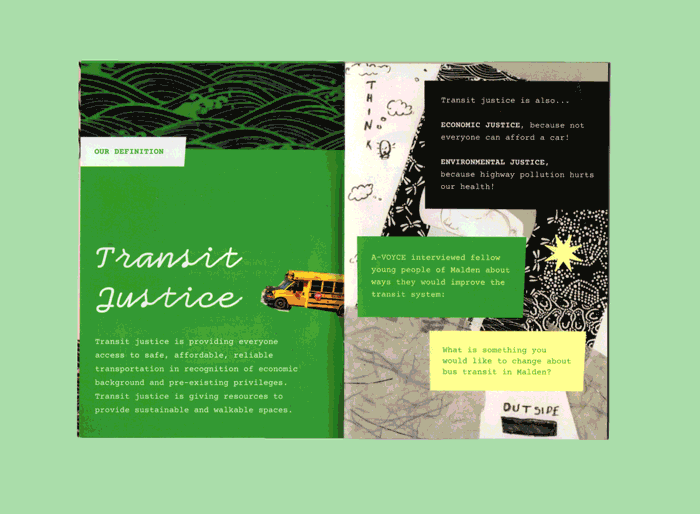 OUR DEFINITION
Transit
Justice
Transit justice is providing everyone
access to safe, affordable, reliable
transportation in recognition of economic
background and pre-existing privileges.
Transit justice is giving resources to
provide sustainable and walkable spaces.
THINK
Transit justice is also...
ECONOMIC JUSTICE, because not
everyone can afford a car!
ENVIRONMENTAL JUSTICE,
because highway pollution hurts
our health!
A-VOYCE interviewed fellow
young people of Malden about
ways they would improve the
transit system:
What is something you
would like to change about
bus transit in Malden?
OUTSIDE